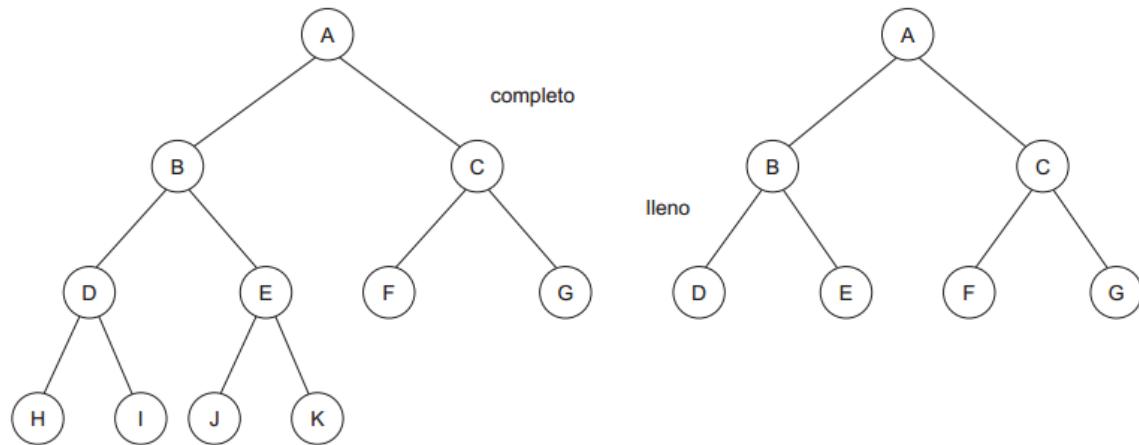 A A
completo
B C B C
lleno
D E F G D E F G
H I J K